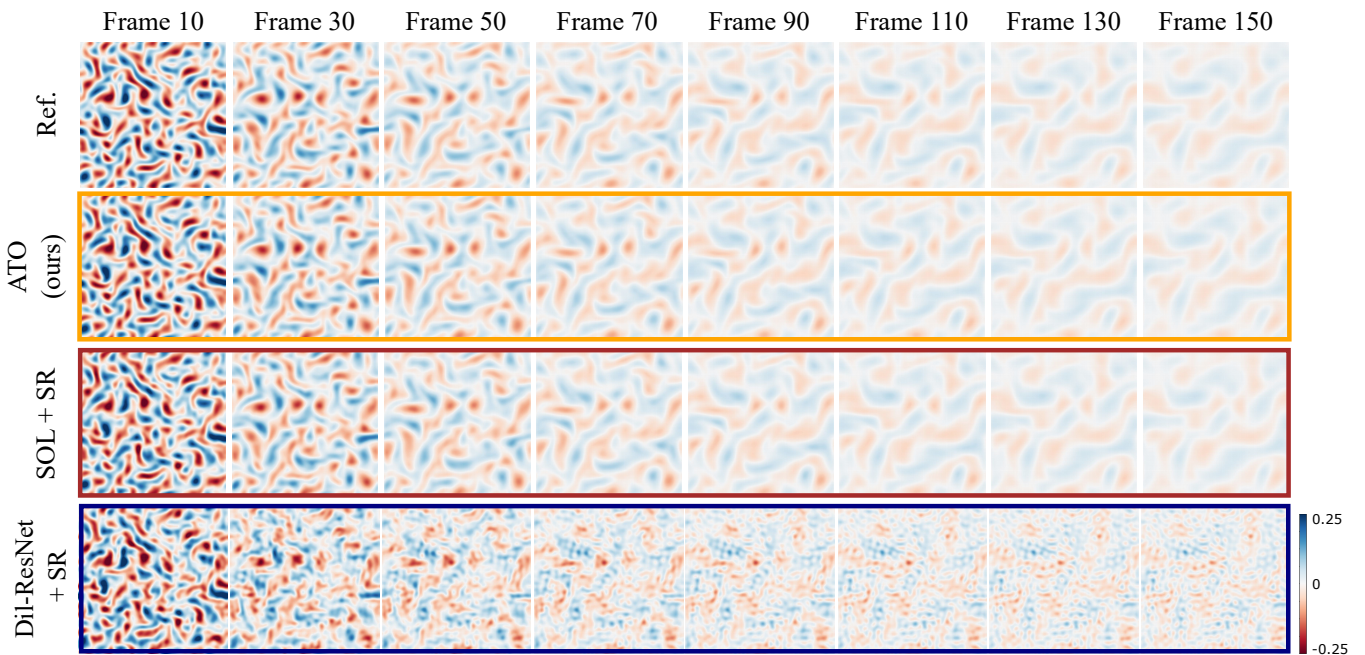 Frame 10 Frame 30 Frame 50 Frame 70 Frame 90 Frame 110 Frame 130 Frame 150
Ref.
ATO
(ours)
SOL + SR
Dil-ResNet
+ SR
0.25
0
-0.25